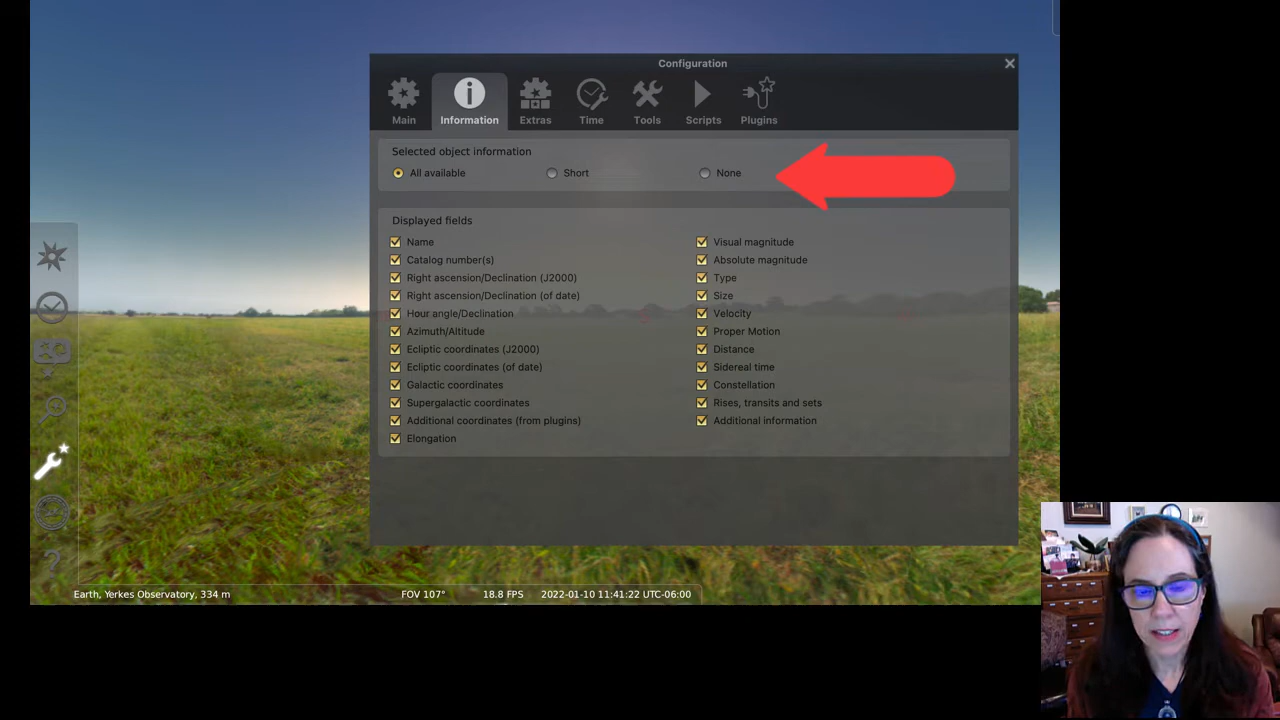 Configuration
Main Information Extras Time Tools Scripts Plugins
Selected object information
All available Short None
Displayed fields
Name
Catalog number(s)
Right ascension/Declination (J2000)
Right ascension/Declination (of date)
Hour angle/Declination
Azimuth/Altitude
Ecliptic coordinates (J2000)
Ecliptic coordinates (of date)
Galactic coordinates
Supergalactic coordinates
Additional coordinates (from plugins)
Elongation
Visual magnitude
Absolute magnitude
Type
Size
Velocity
Proper Motion
Distance
Sidereal time
Constellation
Rises, transits and sets
Additional information
Earth, Yerkes Observatory, 334 m FOV 107° 18.8 FPS 2022-01-10 11:41:22 UTC-06:00